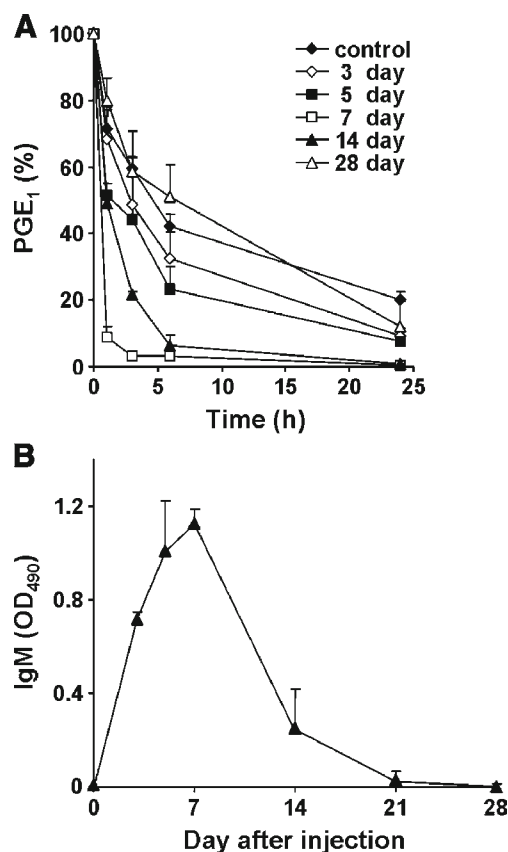 A
100
80
60
40
20
0
PGE₁ (%)
control
3 day
5 day
7 day
14 day
28 day
0 5 10 15 20 25
Time (h)
B
1.2
0.8
0.4
0
IgM (OD₄₉₀)
0 7 14 21 28
Day after injection